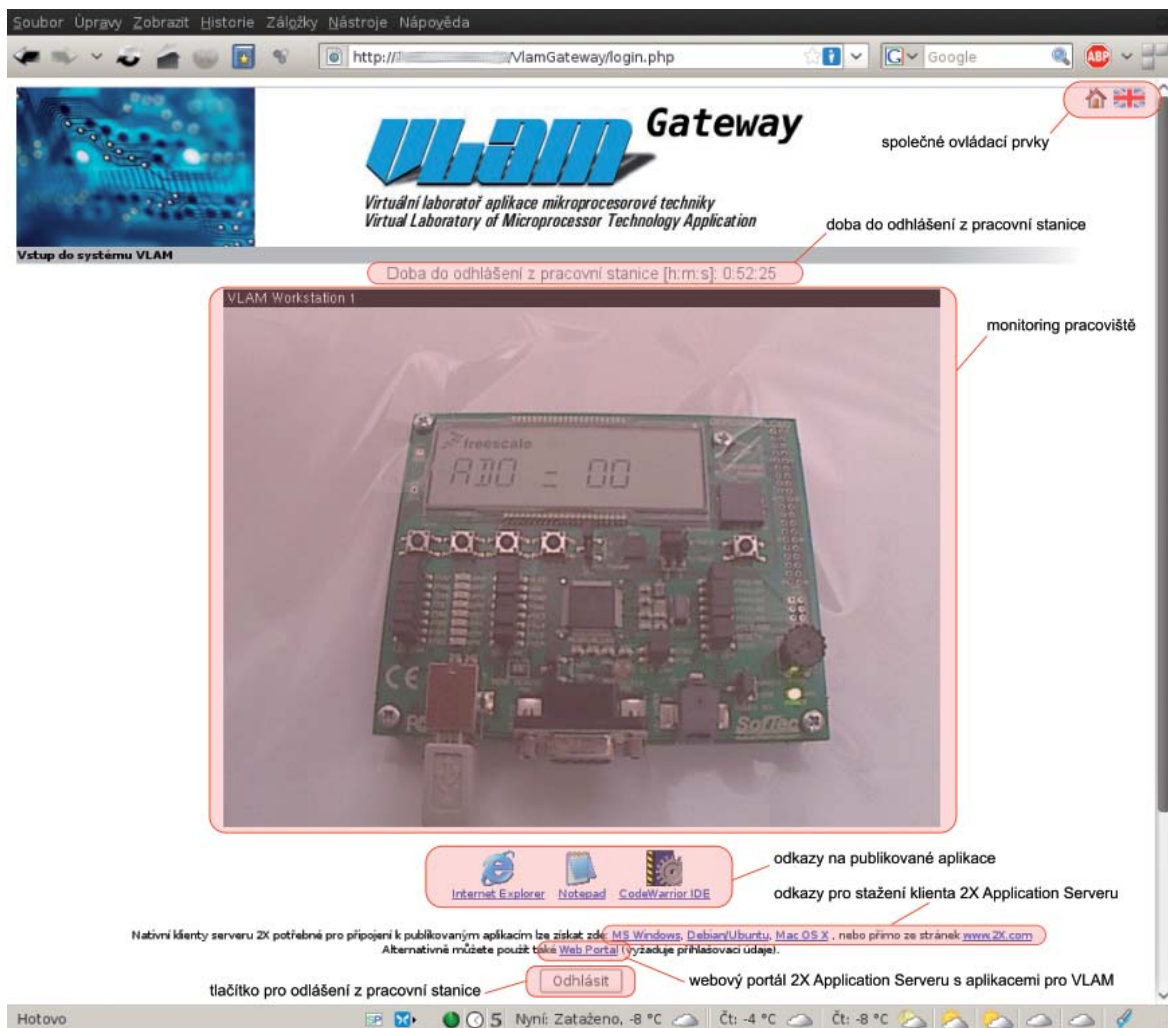 Soubor Úpravy Zobrazit Historie Záložky Nástroje Nápověda
http:// /VlamGateway/login.php
Google
ABP
VLAM Gateway
společné ovládací prvky
Virtuální laboratoř aplikace mikroprocesorové techniky
Virtual Laboratory of Microprocessor Technology Application
doba do odhlášení z pracovní stanice
Vstup do systému VLAM
Doba do odhlášení z pracovní stanice [h:m:s]: 0:52:25
VLAM Workstation 1
monitoring pracoviště
freescale
AD0 = 00
CE
SofTec
odkazy na publikované aplikace
Internet Explorer Notepad CodeWarrior IDE
odkazy pro stažení klienta 2X Application Serveru
Nativní klienty serveru 2X potřebné pro připojení k publikovaným aplikacím lze získat zde: MS Windows, Debian/Ubuntu, Mac OS X , nebo přímo ze stránek www.2X.com
Alternativně můžete použít také Web Portal (vyžaduje přihlašovací údaje).
webový portál 2X Application Serveru s aplikacemi pro VLAM
Odhlásit
tlačítko pro odlášení z pracovní stanice
Hotovo SP 5 Nyní: Zataženo, -8 °C Čt: -4 °C Čt: -8 °C